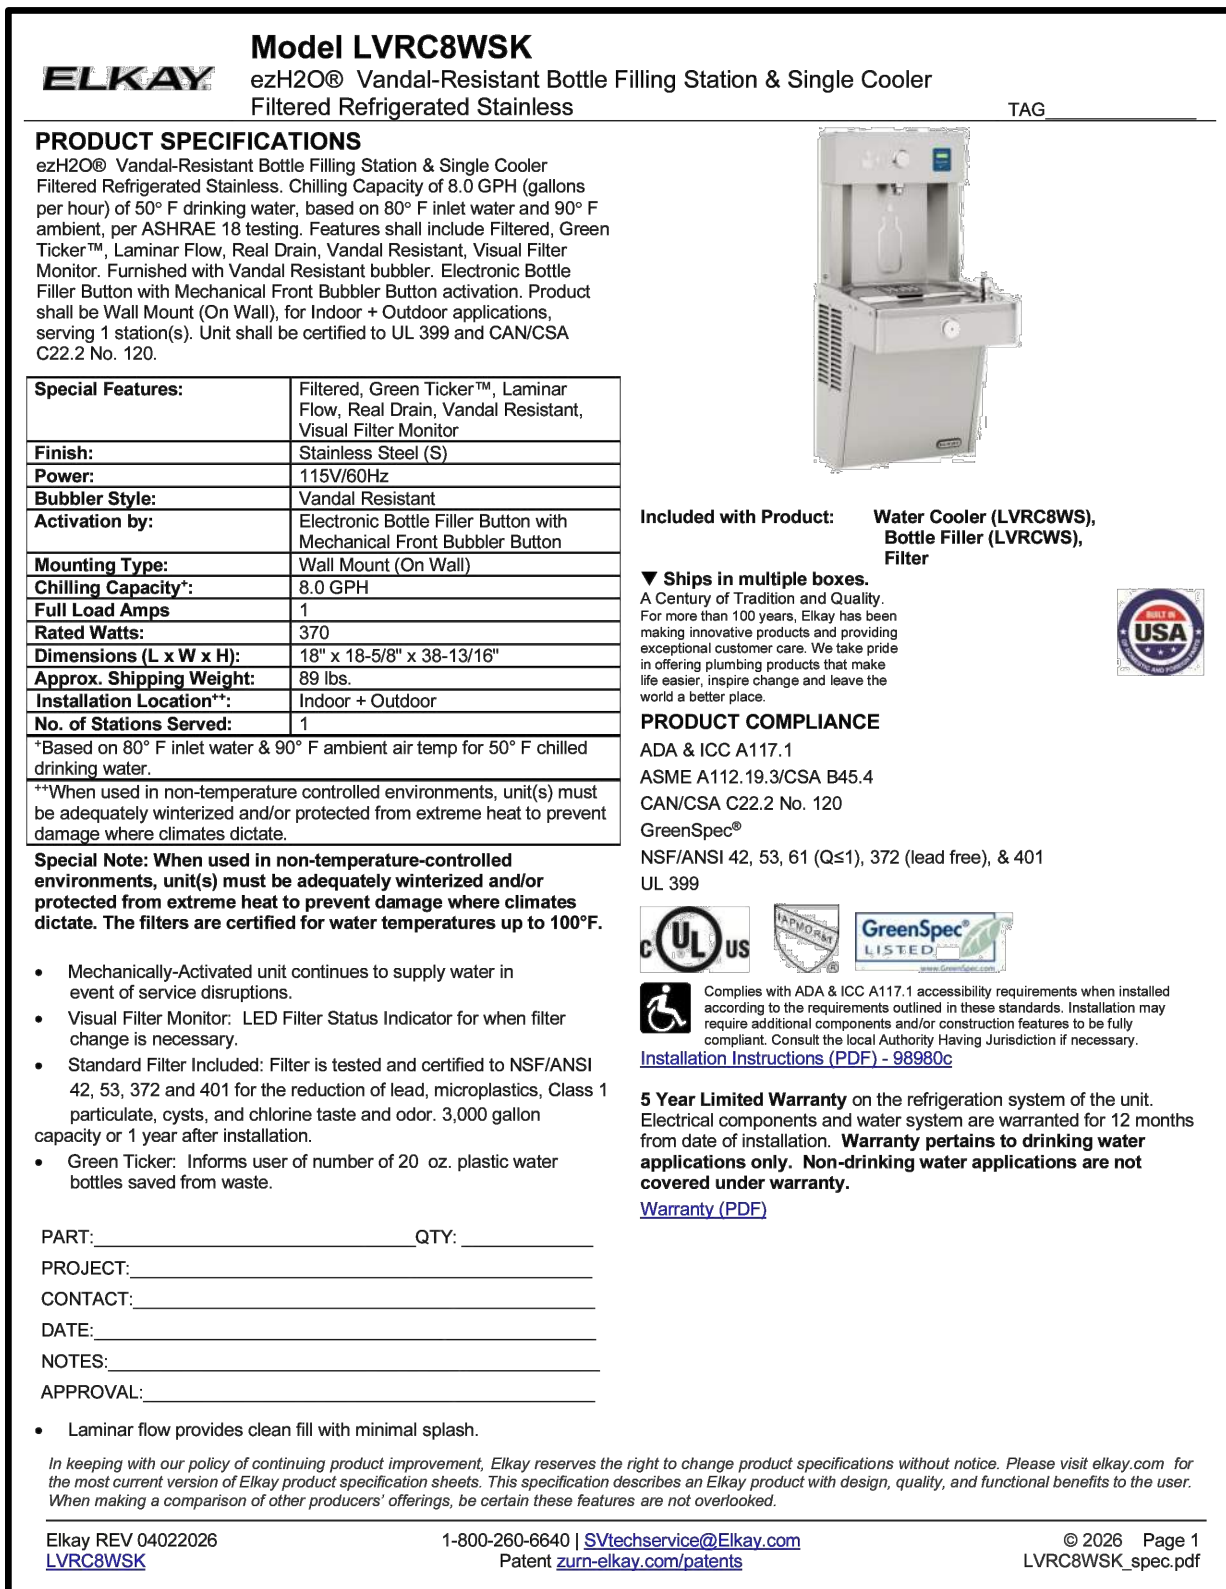 ELKAY
Model LVRC8WSK
ezH2O® Vandal-Resistant Bottle Filling Station & Single Cooler
Filtered Refrigerated Stainless
TAG
PRODUCT SPECIFICATIONS
ezH2O® Vandal-Resistant Bottle Filling Station & Single Cooler
Filtered Refrigerated Stainless. Chilling Capacity of 8.0 GPH (gallons
per hour) of 50° F drinking water, based on 80° F inlet water and 90° F
ambient, per ASHRAE 18 testing. Features shall include Filtered, Green
Ticker™, Laminar Flow, Real Drain, Vandal Resistant, Visual Filter
Monitor. Furnished with Vandal Resistant bubbler. Electronic Bottle
Filler Button with Mechanical Front Bubbler Button activation. Product
shall be Wall Mount (On Wall), for Indoor + Outdoor applications,
serving 1 station(s). Unit shall be certified to UL 399 and CAN/CSA
C22.2 No. 120.
Special Features: Filtered, Green Ticker™, Laminar
Flow, Real Drain, Vandal Resistant,
Visual Filter Monitor
Finish: Stainless Steel (S)
Power: 115V/60Hz
Bubbler Style: Vandal Resistant
Activation by: Electronic Bottle Filler Button with
Mechanical Front Bubbler Button
Mounting Type: Wall Mount (On Wall)
Chilling Capacity+: 8.0 GPH
Full Load Amps 1
Rated Watts: 370
Dimensions (L x W x H): 18" x 18-5/8" x 38-13/16"
Approx. Shipping Weight: 89 lbs.
Installation Location++: Indoor + Outdoor
No. of Stations Served: 1
+Based on 80° F inlet water & 90° F ambient air temp for 50° F chilled
drinking water.
++When used in non-temperature controlled environments, unit(s) must
be adequately winterized and/or protected from extreme heat to prevent
damage where climates dictate.
Special Note: When used in non-temperature-controlled
environments, unit(s) must be adequately winterized and/or
protected from extreme heat to prevent damage where climates
dictate. The filters are certified for water temperatures up to 100°F.
• Mechanically-Activated unit continues to supply water in
event of service disruptions.
• Visual Filter Monitor: LED Filter Status Indicator for when filter
change is necessary.
• Standard Filter Included: Filter is tested and certified to NSF/ANSI
42, 53, 372 and 401 for the reduction of lead, microplastics, Class 1
particulate, cysts, and chlorine taste and odor. 3,000 gallon
capacity or 1 year after installation.
• Green Ticker: Informs user of number of 20 oz. plastic water
bottles saved from waste.
PART: QTY:
PROJECT:
CONTACT:
DATE:
NOTES:
APPROVAL:
• Laminar flow provides clean fill with minimal splash.
Included with Product: Water Cooler (LVRC8WS),
Bottle Filler (LVRCWS),
Filter
▼ Ships in multiple boxes.
A Century of Tradition and Quality.
For more than 100 years, Elkay has been
making innovative products and providing
exceptional customer care. We take pride
in offering plumbing products that make
life easier, inspire change and leave the
world a better place.
BUILT IN
USA
OF DOMESTIC AND FOREIGN PARTS
PRODUCT COMPLIANCE
ADA & ICC A117.1
ASME A112.19.3/CSA B45.4
CAN/CSA C22.2 No. 120
GreenSpec®
NSF/ANSI 42, 53, 61 (Q≤1), 372 (lead free), & 401
UL 399
C UL US
IAPMO R&T
®
GreenSpec®
LISTED
www.GreenSpec.com
Complies with ADA & ICC A117.1 accessibility requirements when installed
according to the requirements outlined in these standards. Installation may
require additional components and/or construction features to be fully
compliant. Consult the local Authority Having Jurisdiction if necessary.
Installation Instructions (PDF) - 98980c
5 Year Limited Warranty on the refrigeration system of the unit.
Electrical components and water system are warranted for 12 months
from date of installation. Warranty pertains to drinking water
applications only. Non-drinking water applications are not
covered under warranty.
Warranty (PDF)
In keeping with our policy of continuing product improvement, Elkay reserves the right to change product specifications without notice. Please visit elkay.com for
the most current version of Elkay product specification sheets. This specification describes an Elkay product with design, quality, and functional benefits to the user.
When making a comparison of other producers' offerings, be certain these features are not overlooked.
Elkay REV 04022026 1-800-260-6640 | SVtechservice@Elkay.com © 2026 Page 1
LVRC8WSK Patent zurn-elkay.com/patents LVRC8WSK_spec.pdf